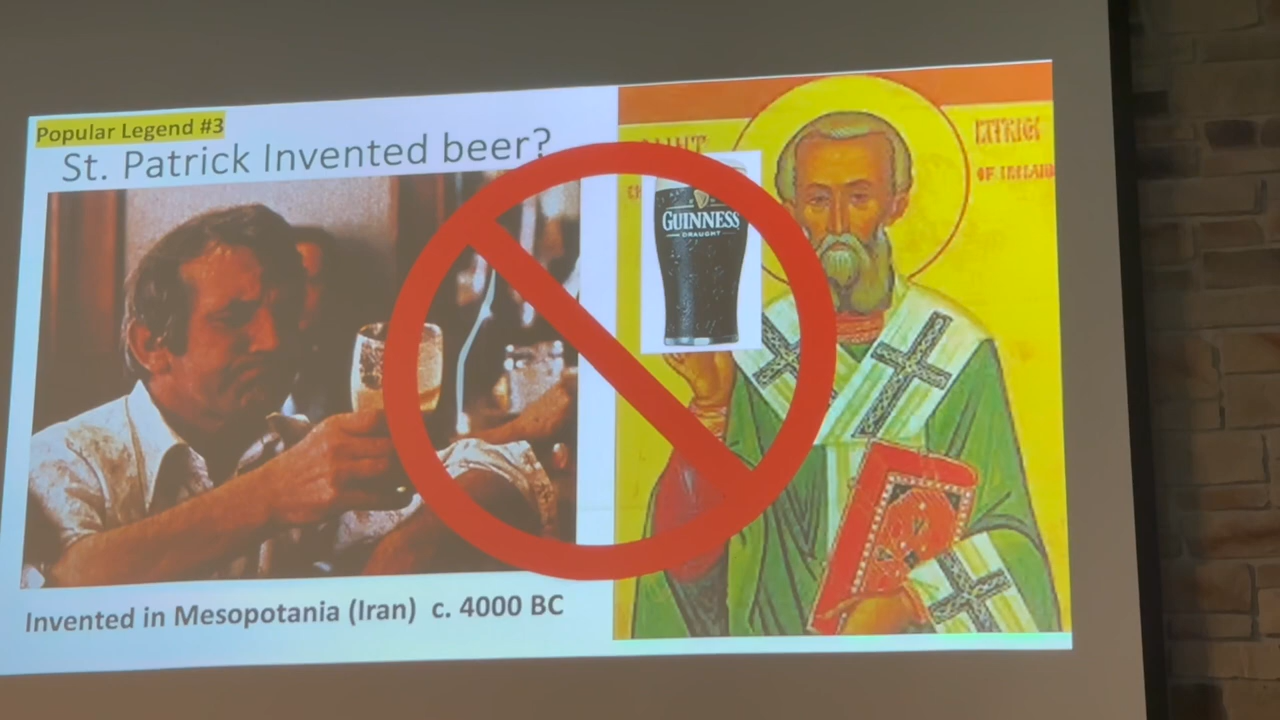 Popular Legend #3
St. Patrick Invented beer?
GUINNESS
DRAUGHT
OF IRELAND
Invented in Mesopotania (Iran) c. 4000 BC